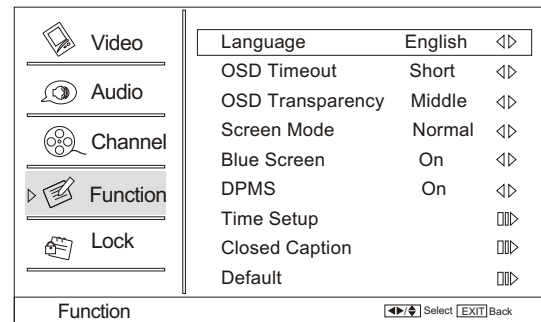 Video
Audio
Channel
Function
Lock
Language English
OSD Timeout Short
OSD Transparency Middle
Screen Mode Normal
Blue Screen On
DPMS On
Time Setup
Closed Caption
Default
Function Select EXIT Back